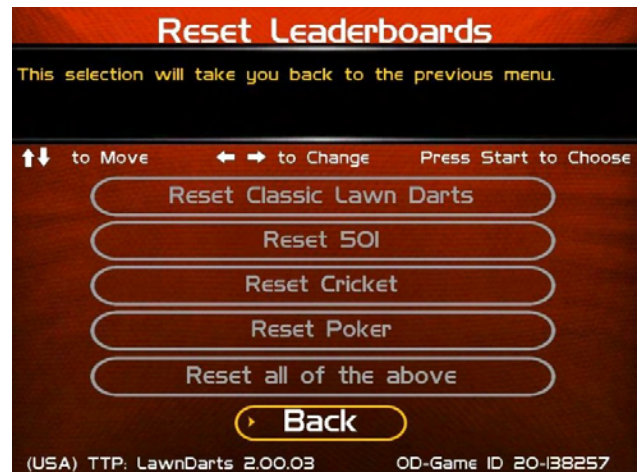 Reset Leaderboards
This selection will take you back to the previous menu.
to Move to Change Press Start to Choose
Reset Classic Lawn Darts
Reset 501
Reset Cricket
Reset Poker
Reset all of the above
Back
(USA) TTP: LawnDarts 2.00.03 OD-Game ID 20-138257